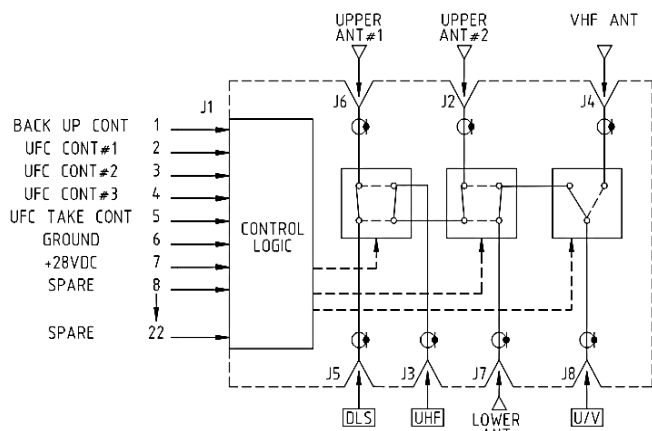 UPPER
ANT#1
UPPER
ANT#2
VHF ANT
J6
J2
J4
J1
BACK UP CONT 1
UFC CONT#1 2
UFC CONT#2 3
UFC CONT#3 4
UFC TAKE CONT 5
GROUND 6
+28VDC 7
SPARE 8
SPARE 22
CONTROL
LOGIC
J5
J3
J7
J8
DLS
UHF
LOWER
ANT
U/V